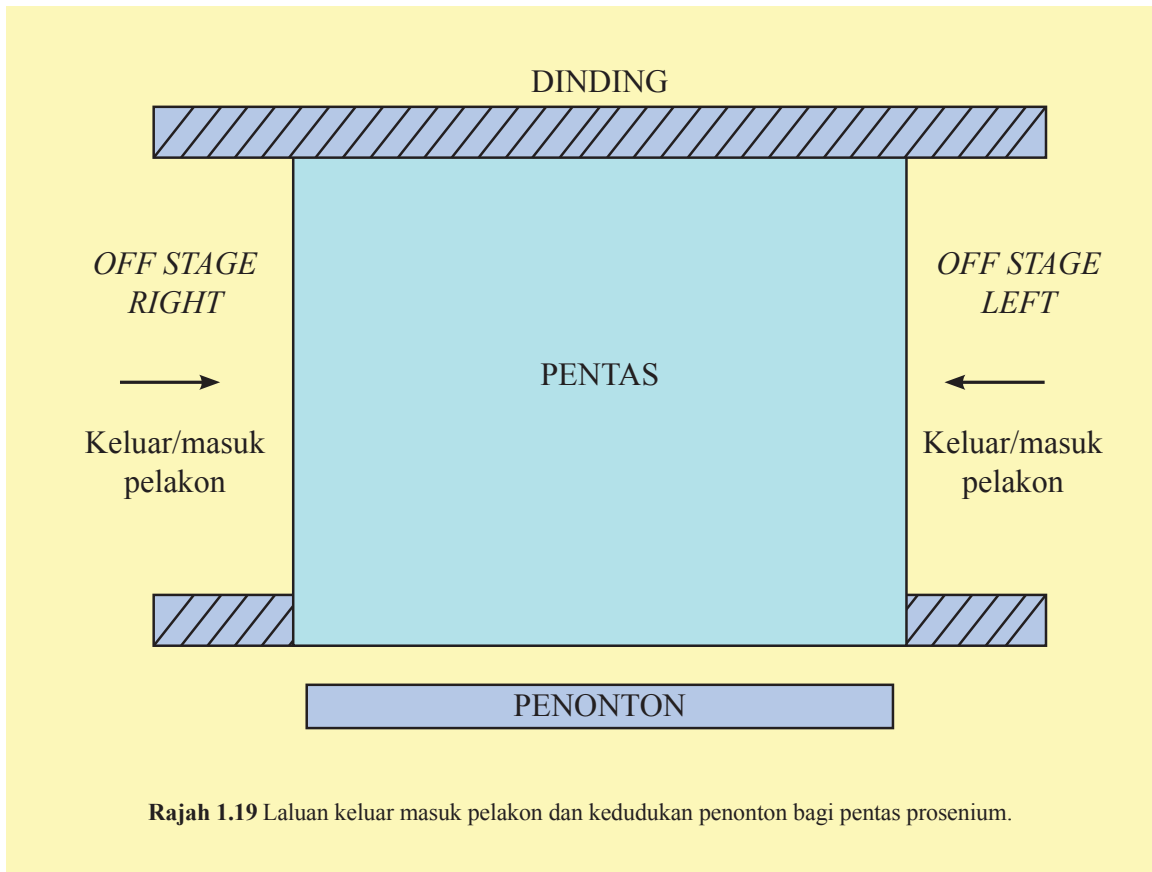 DINDING
OFF STAGE
RIGHT
OFF STAGE
LEFT
PENTAS
Keluar/masuk
pelakon
Keluar/masuk
pelakon
PENONTON
Rajah 1.19 Laluan keluar masuk pelakon dan kedudukan penonton bagi pentas prosenium.